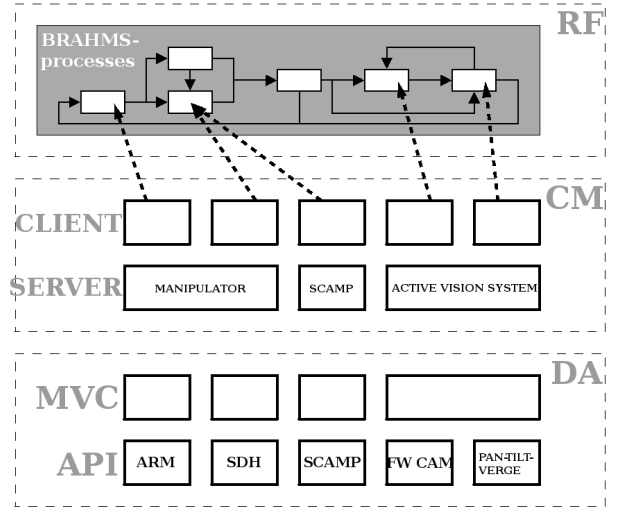 RF
BRAHMS-
processes
CM
CLIENT
SERVER
MANIPULATOR
SCAMP
ACTIVE VISION SYSTEM
DA
MVC
API
ARM
SDH
SCAMP
FW CAM
PAN-TILT-
VERGE